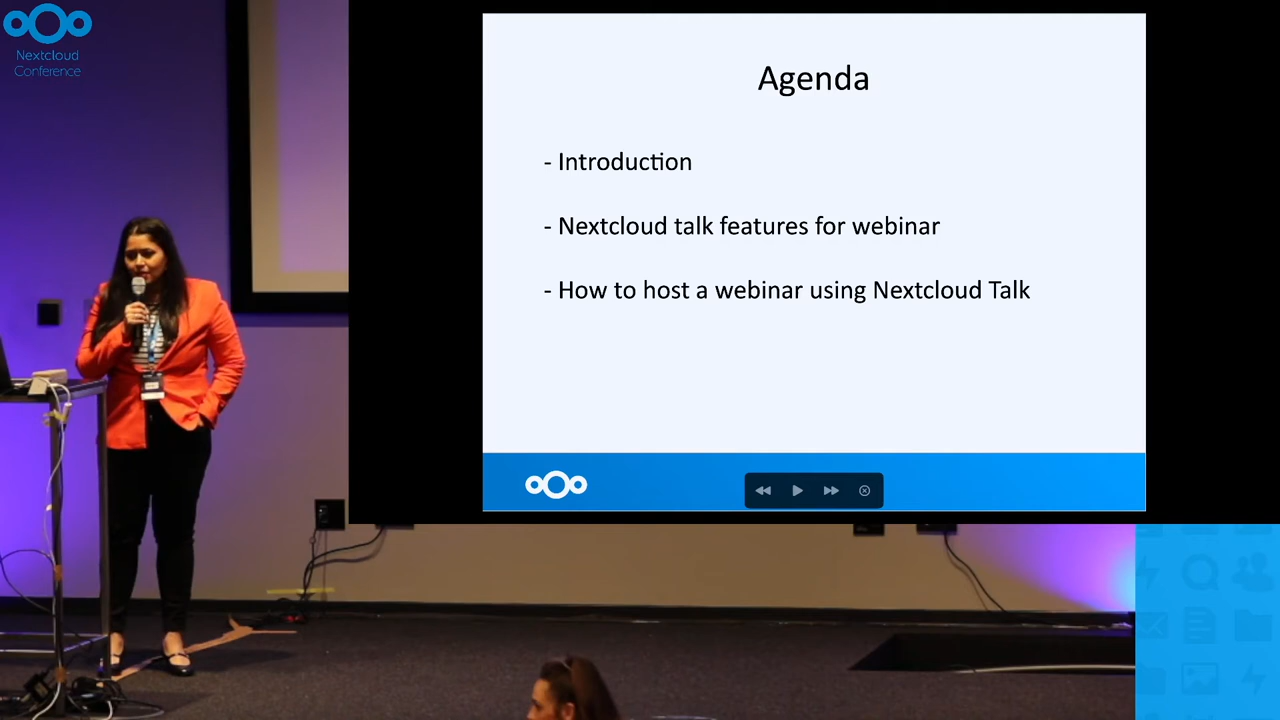 Nextcloud
Conference
Agenda
- Introduction
- Nextcloud talk features for webinar
- How to host a webinar using Nextcloud Talk